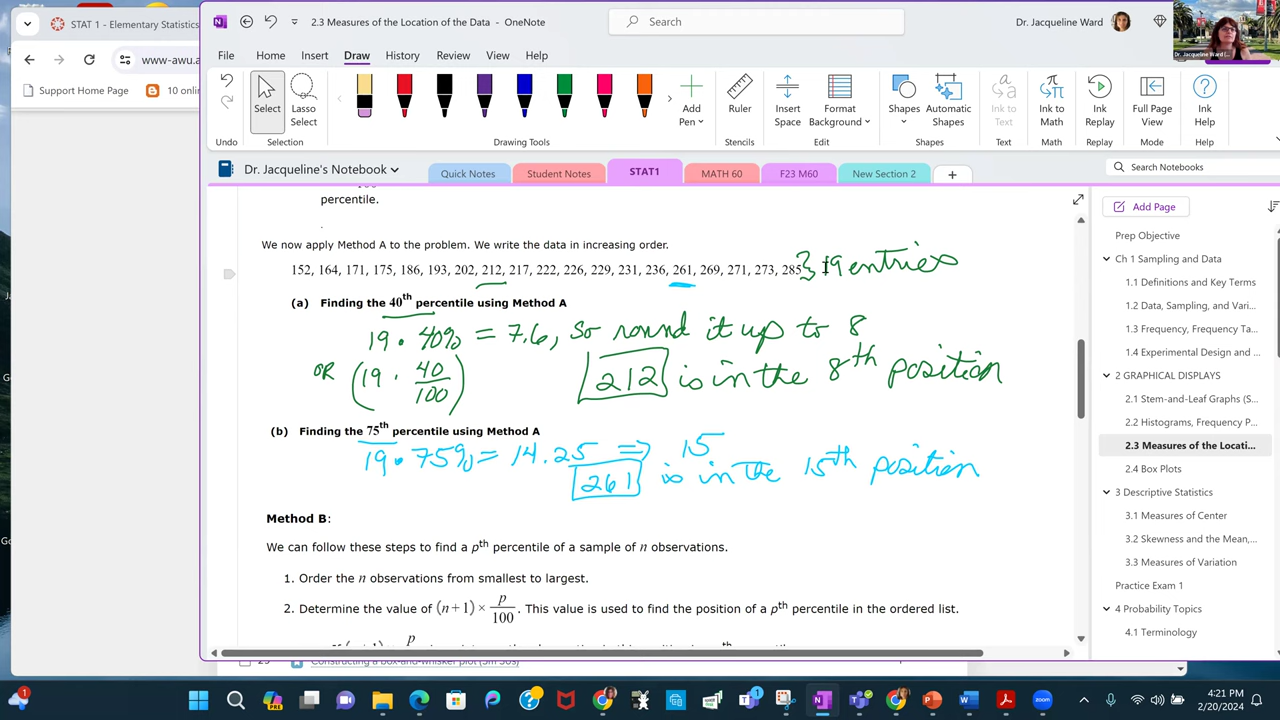 STAT 1 - Elementary Statistics
2.3 Measures of the Location of the Data - OneNote
Search
Dr. Jacqueline Ward
www-awu.a
Support Home Page
10 onlin
File Home Insert Draw History Review View Help
Undo
Select
Lasso Select
Add Pen
Ruler
Insert Space
Format Background
Shapes
Automatic Shapes
Ink to Text
Ink to Math
Ink Replay
Full Page View
Ink Help
Undo Selection Drawing Tools Stencils Edit Shapes Text Math Replay Mode Help
Dr. Jacqueline's Notebook
Quick Notes
Student Notes
STAT1
MATH 60
F23 M60
New Section 2
Search Notebooks
percentile.
We now apply Method A to the problem. We write the data in increasing order.
152, 164, 171, 175, 186, 193, 202, 212, 217, 222, 226, 229, 231, 236, 261, 269, 271, 273, 285 } 19 entries
(a) Finding the 40th percentile using Method A
19 · 40% = 7.6, so round it up to 8
OR (19 · 40/100) 212 is in the 8th position
(b) Finding the 75th percentile using Method A
19 · 75% = 14.25 ⇒ 15
261 is in the 15th position
Method B:
We can follow these steps to find a pth percentile of a sample of n observations.
1. Order the n observations from smallest to largest.
2. Determine the value of (n+1) × p/100. This value is used to find the position of a pth percentile in the ordered list.
Add Page
Prep Objective
Ch 1 Sampling and Data
1.1 Definitions and Key Terms
1.2 Data, Sampling, and Vari...
1.3 Frequency, Frequency Ta...
1.4 Experimental Design and ...
2 GRAPHICAL DISPLAYS
2.1 Stem-and-Leaf Graphs (S...
2.2 Histograms, Frequency P...
2.3 Measures of the Locati...
2.4 Box Plots
3 Descriptive Statistics
3.1 Measures of Center
3.2 Skewness and the Mean,...
3.3 Measures of Variation
Practice Exam 1
4 Probability Topics
4.1 Terminology
Constructing a box-and-whisker plot (3m 30s)
4:21 PM
2/20/2024